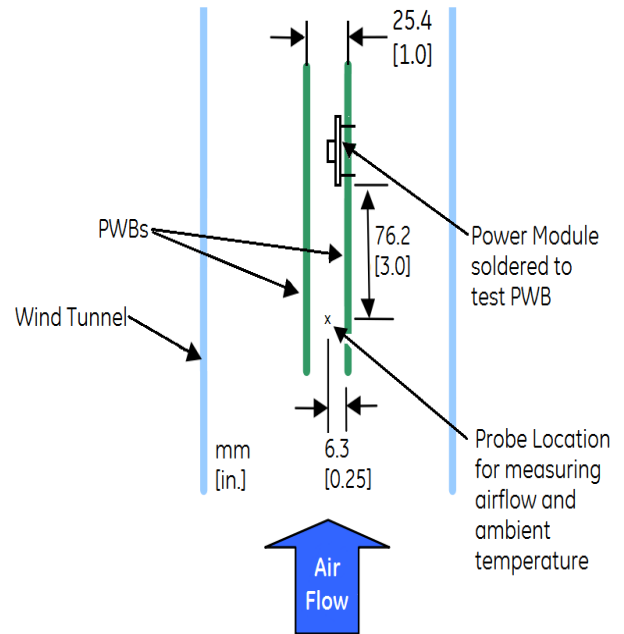 25.4
[1.0]
PWBs
76.2
[3.0]
Power Module
soldered to
test PWB
Wind Tunnel
x
mm
[in.]
6.3
[0.25]
Probe Location
for measuring
airflow and
ambient
temperature
Air
Flow